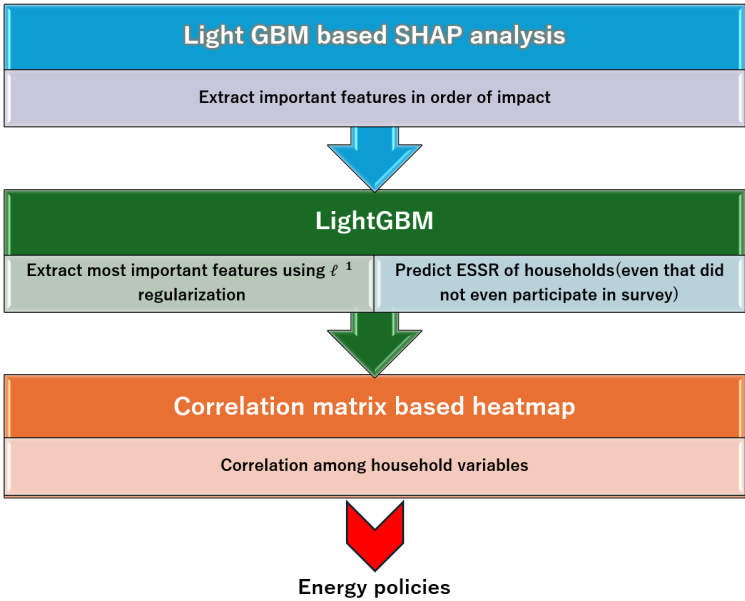 Light GBM based SHAP analysis
Extract important features in order of impact
LightGBM
Extract most important features using ℓ ¹
regularization
Predict ESSR of households(even that did
not even participate in survey)
Correlation matrix based heatmap
Correlation among household variables
Energy policies